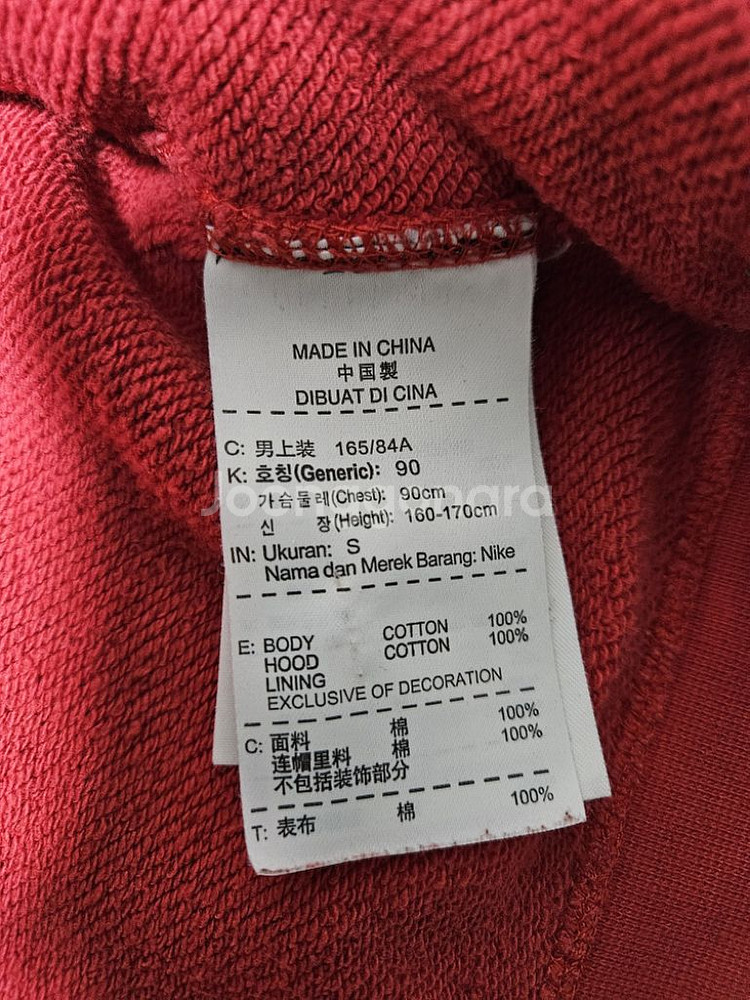 MADE IN CHINA
中国製
DIBUAT DI CINA
C: 男上装 165/84A
K: 호칭(Generic): 90
가슴둘레(Chest): 90cm
신 장(Height): 160-170cm
IN: Ukuran: S
Nama dan Merek Barang: Nike
E: BODY COTTON 100%
HOOD COTTON 100%
LINING
EXCLUSIVE OF DECORATION
C: 面料 棉 100%
连帽里料 棉 100%
不包括装饰部分
T: 表布 棉 100%